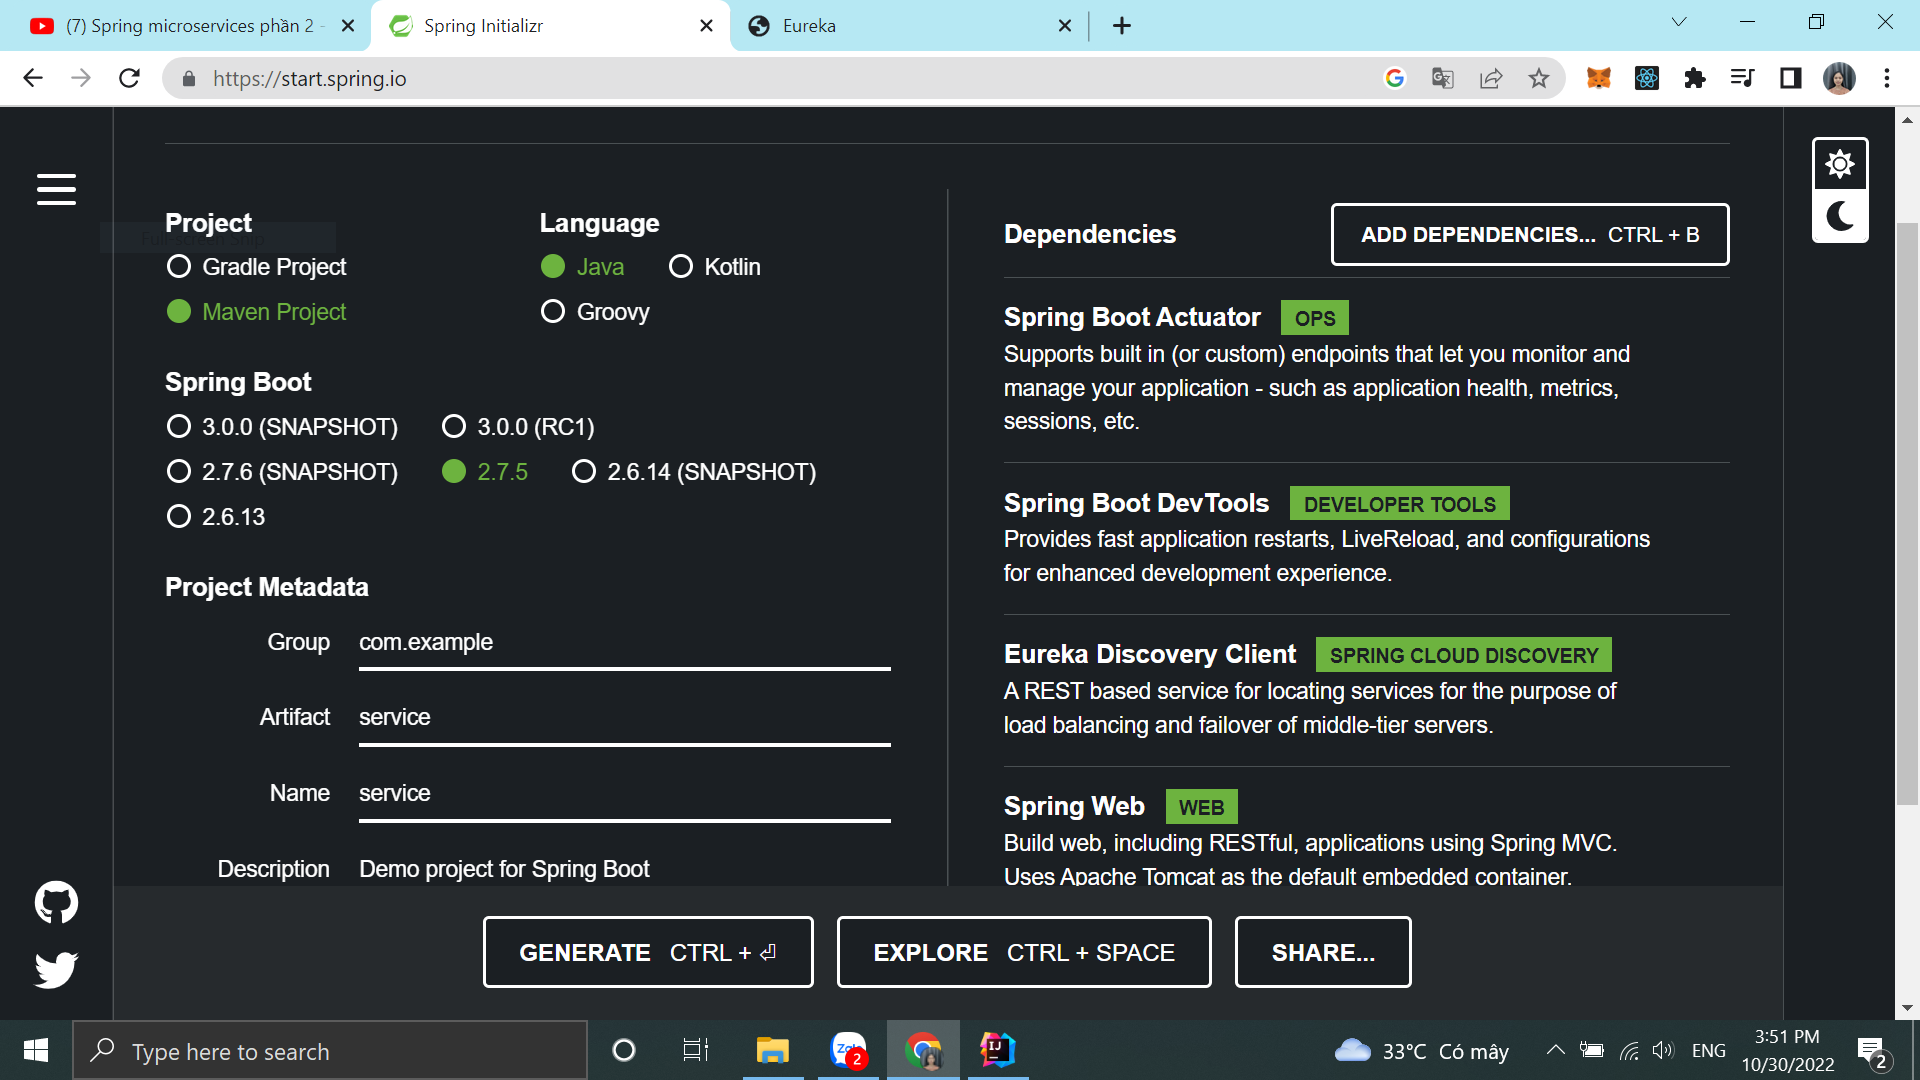 (7) Spring microservices phần 2 -
Spring Initializr
Eureka
https://start.spring.io
Full-screen Snip
Project
Gradle Project
Maven Project
Language
Java
Kotlin
Groovy
Spring Boot
3.0.0 (SNAPSHOT)
3.0.0 (RC1)
2.7.6 (SNAPSHOT)
2.7.5
2.6.14 (SNAPSHOT)
2.6.13
Project Metadata
Group com.example
Artifact service
Name service
Description Demo project for Spring Boot
Dependencies
ADD DEPENDENCIES... CTRL + B
Spring Boot Actuator OPS
Supports built in (or custom) endpoints that let you monitor and
manage your application - such as application health, metrics,
sessions, etc.
Spring Boot DevTools DEVELOPER TOOLS
Provides fast application restarts, LiveReload, and configurations
for enhanced development experience.
Eureka Discovery Client SPRING CLOUD DISCOVERY
A REST based service for locating services for the purpose of
load balancing and failover of middle-tier servers.
Spring Web WEB
Build web, including RESTful, applications using Spring MVC.
Uses Apache Tomcat as the default embedded container.
GENERATE CTRL + ⏎
EXPLORE CTRL + SPACE
SHARE...
Type here to search
Zalo
2
IJ
33°C Có mây
ENG
3:51 PM
10/30/2022
2